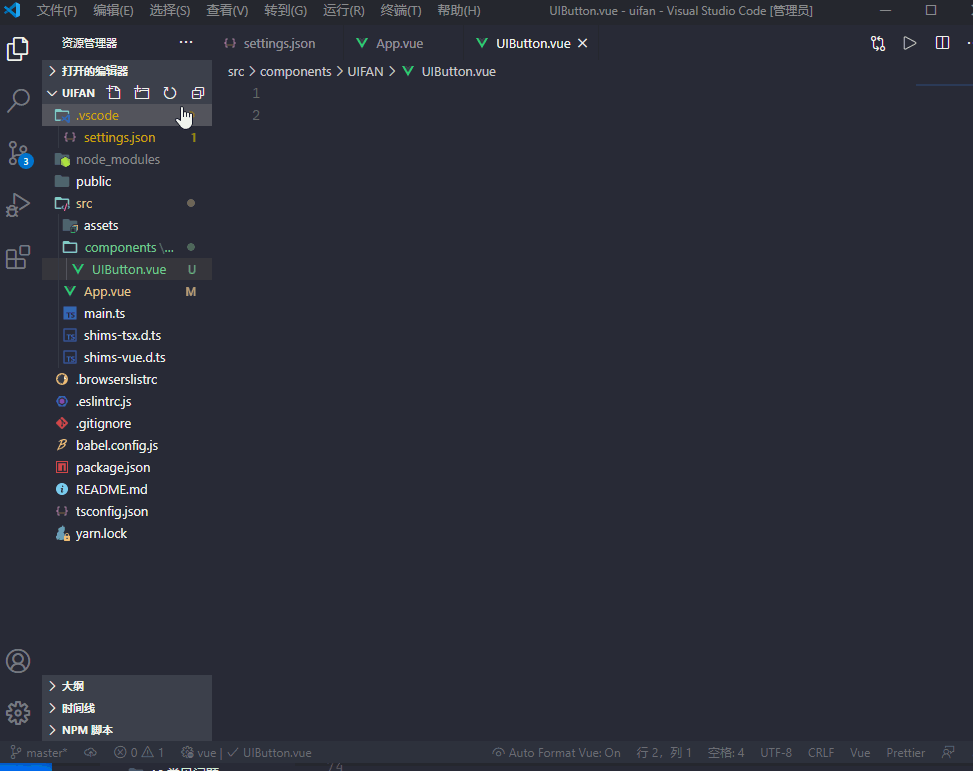 文件(F) 编辑(E) 选择(S) 查看(V) 转到(G) 运行(R) 终端(T) 帮助(H) UIButton.vue - uifan - Visual Studio Code [管理员]
资源管理器 ··· {} settings.json App.vue UIButton.vue
打开的编辑器 src > components > UIFAN > UIButton.vue
UIFAN
1
2
.vscode
{} settings.json 1
node_modules
3
public
src
assets
components \...
UIButton.vue U
App.vue M
main.ts
shims-tsx.d.ts
shims-vue.d.ts
.browserslistrc
.eslintrc.js
.gitignore
babel.config.js
package.json
README.md
{} tsconfig.json
yarn.lock
大纲
时间线
NPM 脚本
master* 0 1 vue | ✓ UIButton.vue Auto Format Vue: On 行 2，列 1 空格: 4 UTF-8 CRLF Vue Prettier